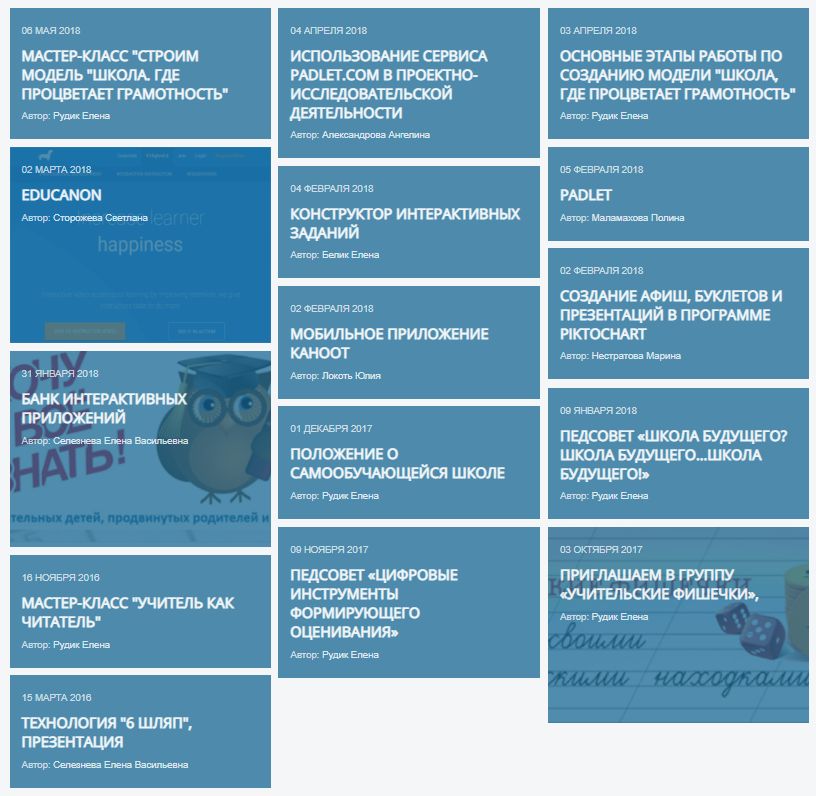 06 МАЯ 2018
МАСТЕР-КЛАСС "СТРОИМ
МОДЕЛЬ "ШКОЛА. ГДЕ
ПРОЦВЕТАЕТ ГРАМОТНОСТЬ"
Автор: Рудик Елена
02 МАРТА 2018
EDUCANON
Автор: Сторожева Светлана
learner
happiness
31 ЯНВАРЯ 2018
БАНК ИНТЕРАКТИВНЫХ
ПРИЛОЖЕНИЙ
Автор: Селезнева Елена Васильевна
тельных детей, продвинутых родителей и
16 НОЯБРЯ 2016
МАСТЕР-КЛАСС "УЧИТЕЛЬ КАК
ЧИТАТЕЛЬ"
Автор: Рудик Елена
15 МАРТА 2016
ТЕХНОЛОГИЯ "6 ШЛЯП",
ПРЕЗЕНТАЦИЯ
Автор: Селезнева Елена Васильевна
04 АПРЕЛЯ 2018
ИСПОЛЬЗОВАНИЕ СЕРВИСА
PADLET.COM В ПРОЕКТНО-
ИССЛЕДОВАТЕЛЬСКОЙ
ДЕЯТЕЛЬНОСТИ
Автор: Александрова Ангелина
04 ФЕВРАЛЯ 2018
КОНСТРУКТОР ИНТЕРАКТИВНЫХ
ЗАДАНИЙ
Автор: Белик Елена
02 ФЕВРАЛЯ 2018
МОБИЛЬНОЕ ПРИЛОЖЕНИЕ
КАНООТ
Автор: Локоть Юлия
01 ДЕКАБРЯ 2017
ПОЛОЖЕНИЕ О
САМООБУЧАЮЩЕЙСЯ ШКОЛЕ
Автор: Рудик Елена
09 НОЯБРЯ 2017
ПЕДСОВЕТ «ЦИФРОВЫЕ
ИНСТРУМЕНТЫ
ФОРМИРУЮЩЕГО
ОЦЕНИВАНИЯ»
Автор: Рудик Елена
03 АПРЕЛЯ 2018
ОСНОВНЫЕ ЭТАПЫ РАБОТЫ ПО
СОЗДАНИЮ МОДЕЛИ "ШКОЛА,
ГДЕ ПРОЦВЕТАЕТ ГРАМОТНОСТЬ"
Автор: Рудик Елена
05 ФЕВРАЛЯ 2018
PADLET
Автор: Маламахова Полина
02 ФЕВРАЛЯ 2018
СОЗДАНИЕ АФИШ, БУКЛЕТОВ И
ПРЕЗЕНТАЦИЙ В ПРОГРАММЕ
PIKTOCHART
Автор: Нестратова Марина
09 ЯНВАРЯ 2018
ПЕДСОВЕТ «ШКОЛА БУДУЩЕГО?
ШКОЛА БУДУЩЕГО...ШКОЛА
БУДУЩЕГО!»
Автор: Рудик Елена
03 ОКТЯБРЯ 2017
ПРИГЛАШАЕМ В ГРУППУ
«УЧИТЕЛЬСКИЕ ФИШЕЧКИ»,
Автор: Рудик Елена
своими
скими находками